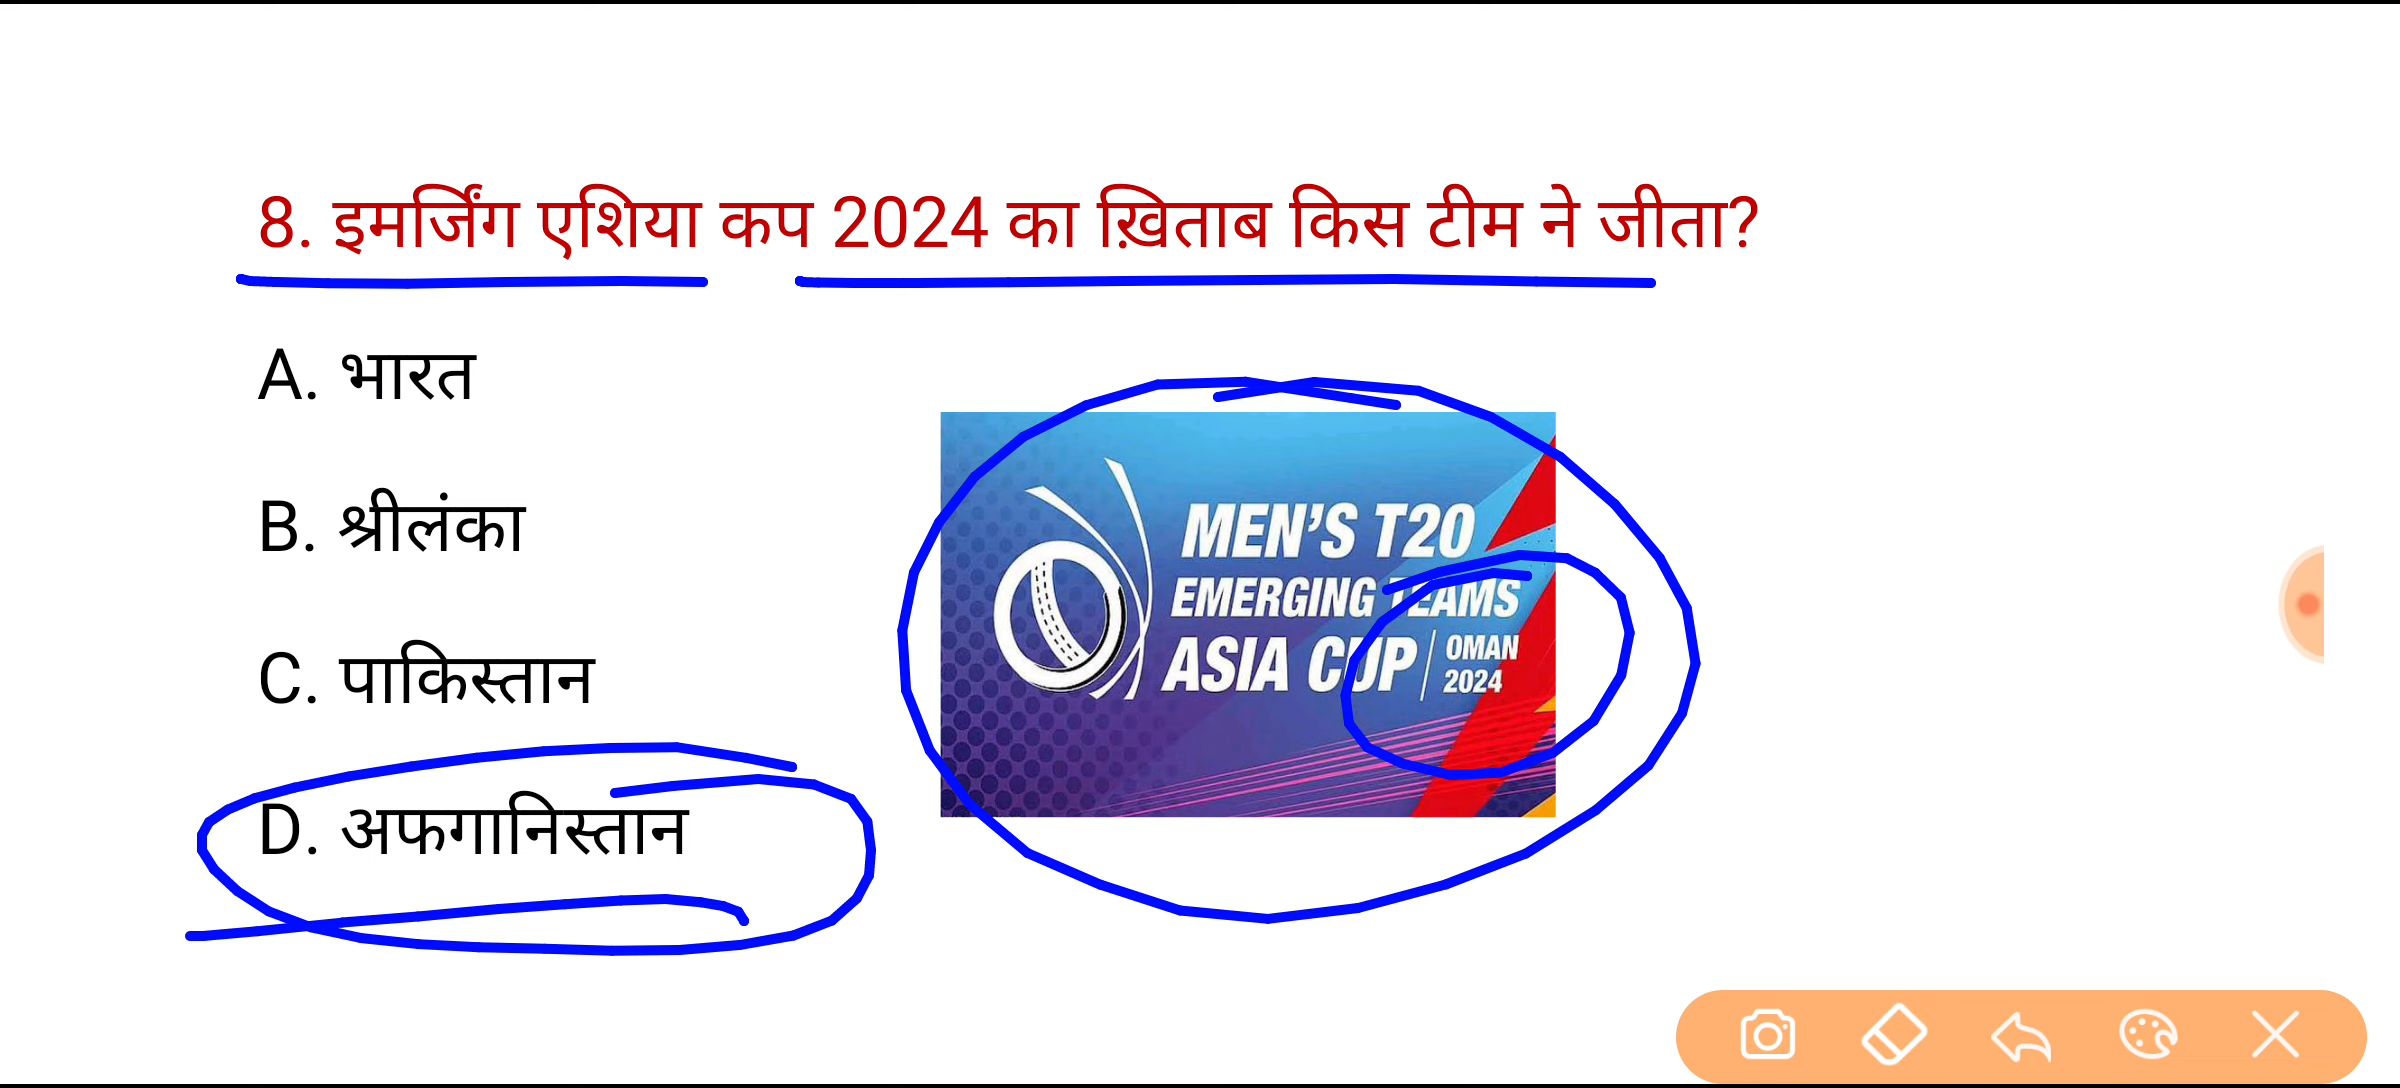 8. इमर्जिंग एशिया कप 2024 का ख़िताब किस टीम ने जीता?
A. भारत
B. श्रीलंका
C. पाकिस्तान
D. अफगानिस्तान
MEN'S T20
EMERGING TEAMS
ASIA CUP
OMAN
2024